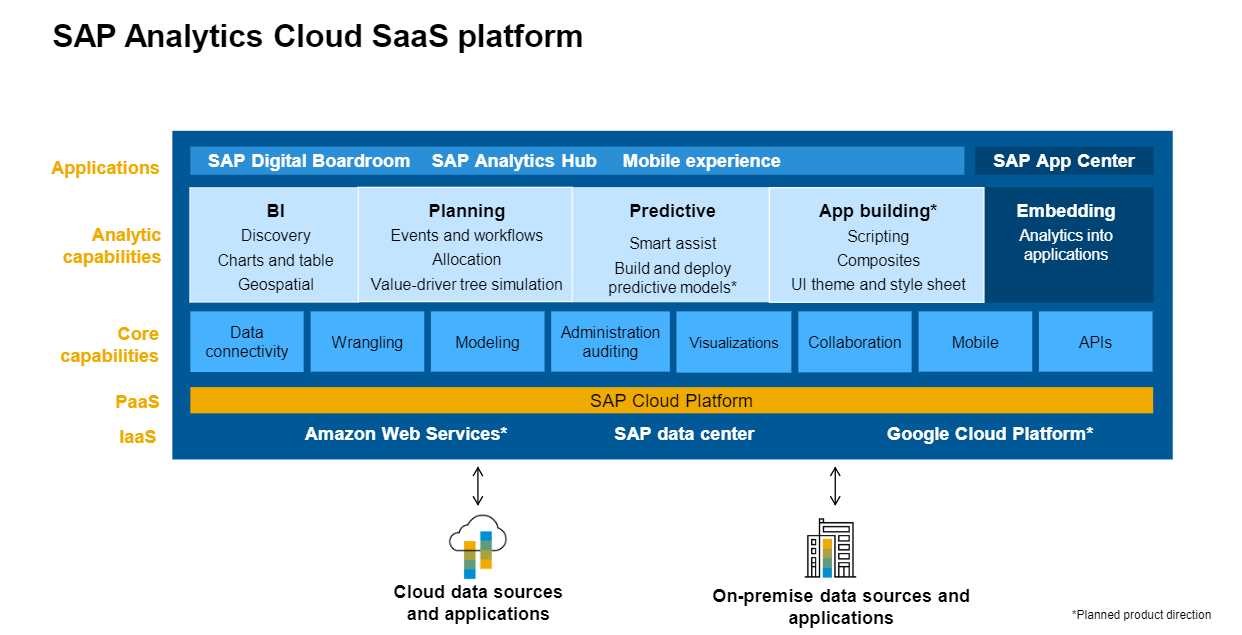 SAP Analytics Cloud SaaS platform
Applications
SAP Digital Boardroom SAP Analytics Hub Mobile experience
SAP App Center
Analytic
capabilities
BI
Discovery
Charts and table
Geospatial
Planning
Events and workflows
Allocation
Value-driver tree simulation
Predictive
Smart assist
Build and deploy
predictive models*
App building*
Scripting
Composites
UI theme and style sheet
Embedding
Analytics into
applications
Core
capabilities
Data
connectivity
Wrangling
Modeling
Administration
auditing
Visualizations
Collaboration
Mobile
APIs
PaaS
SAP Cloud Platform
IaaS
Amazon Web Services*
SAP data center
Google Cloud Platform*
Cloud data sources
and applications
On-premise data sources and
applications
*Planned product direction